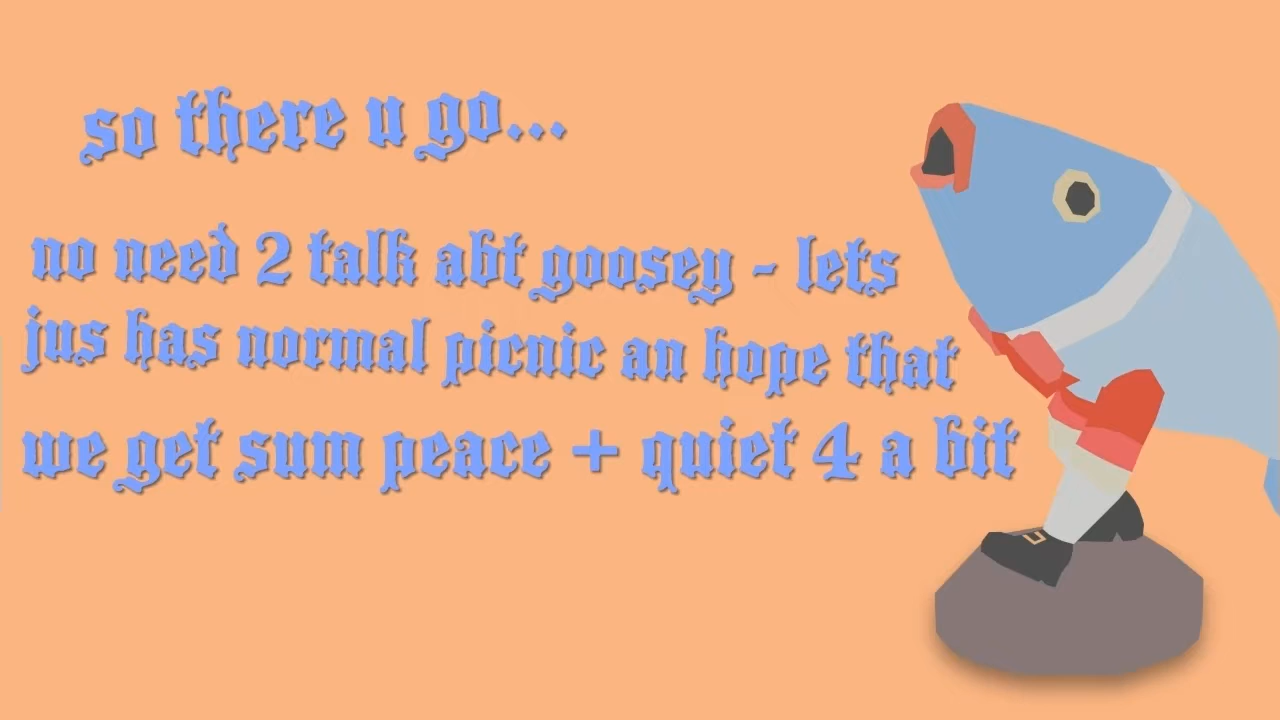 so there u go...
no need 2 talk abt goosey - lets
jus has normal picnic an hope that
we get sum peace + quiet 4 a bit